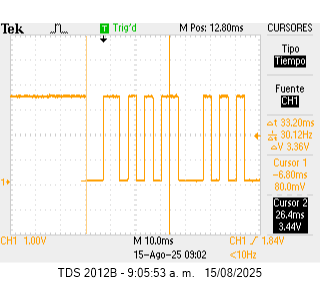 Tek T Trig'd M Pos: 12.80ms CURSORES
Tipo
Tiempo
Fuente
CH1
Δt 33.20ms
1/Δt 30.12Hz
ΔV 3.36V
Cursor 1
-6.80ms
80.0mV
Cursor 2
26.4ms
3.44V
1
CH1 1.00V M 10.0ms CH1 / 1.84V
15-Ago-25 09:02 <10Hz
TDS 2012B - 9:05:53 a. m. 15/08/2025